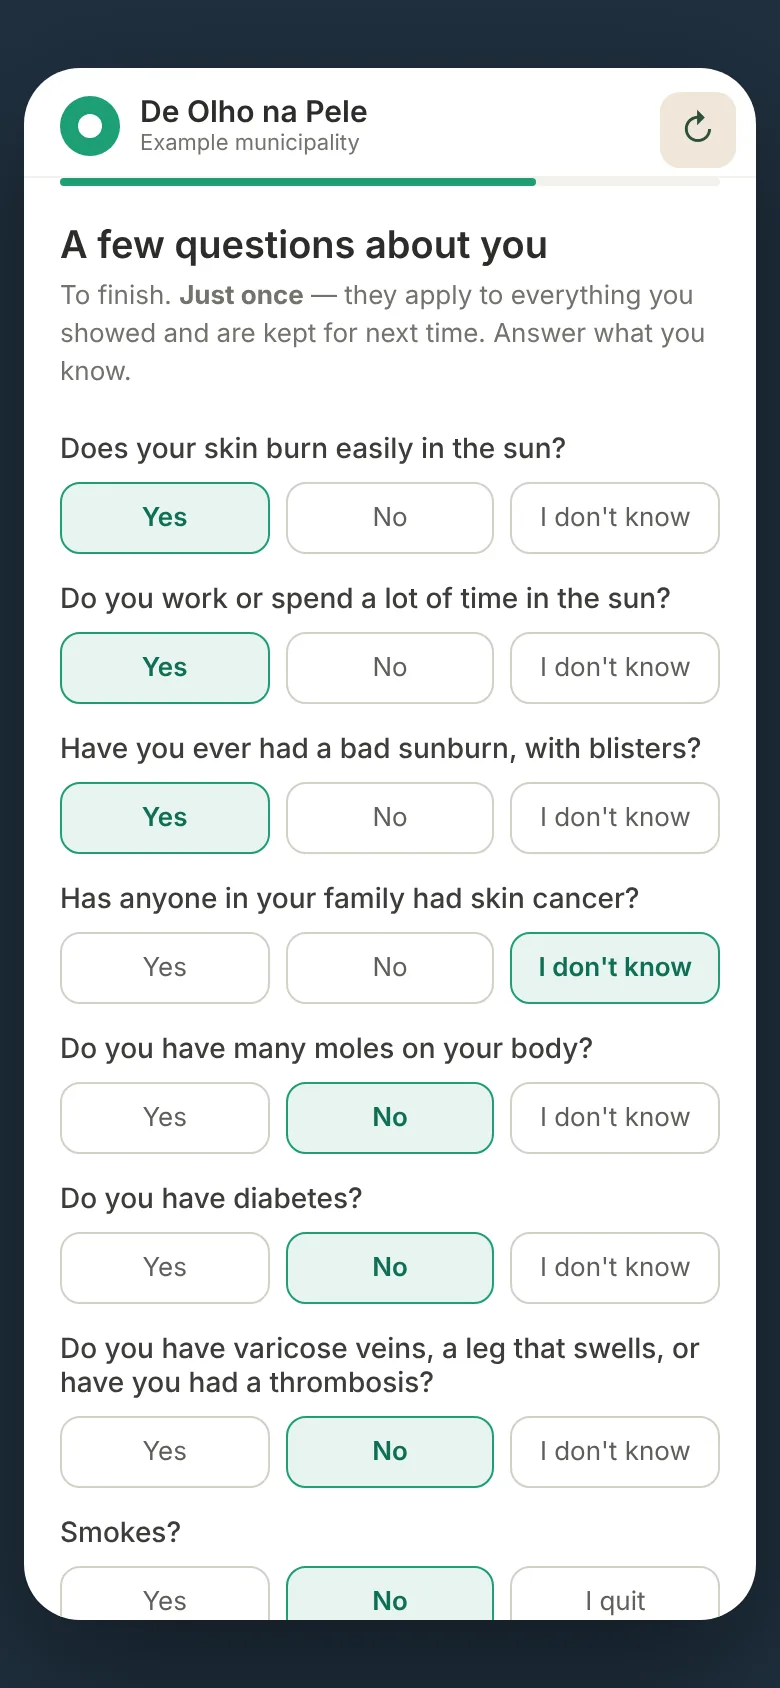 De Olho na Pele
Example municipality
A few questions about you
To finish. Just once — they apply to everything you
showed and are kept for next time. Answer what you
know.
Does your skin burn easily in the sun?
Yes No I don't know
Do you work or spend a lot of time in the sun?
Yes No I don't know
Have you ever had a bad sunburn, with blisters?
Yes No I don't know
Has anyone in your family had skin cancer?
Yes No I don't know
Do you have many moles on your body?
Yes No I don't know
Do you have diabetes?
Yes No I don't know
Do you have varicose veins, a leg that swells, or
have you had a thrombosis?
Yes No I don't know
Smokes?
Yes No I quit